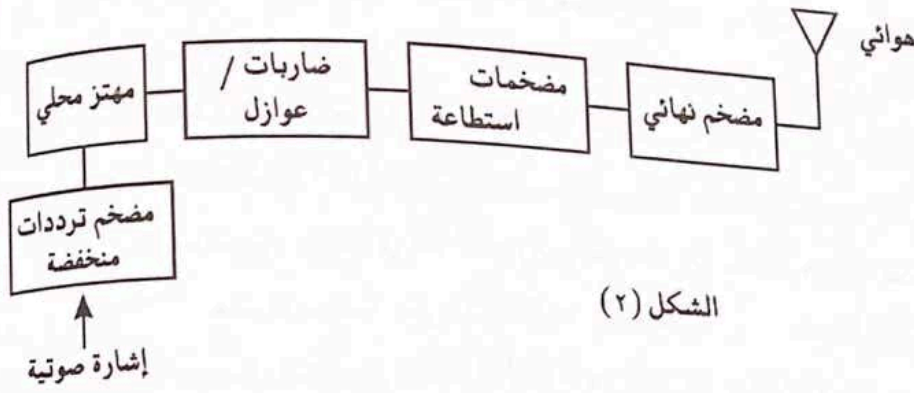 هوائي
ضاربات /
عوازل
مضخمات
استطاعة
مضخم نهائي
مهتز محلي
مضخم ترددات
منخفضة
إشارة صوتية
الشكل (٢)